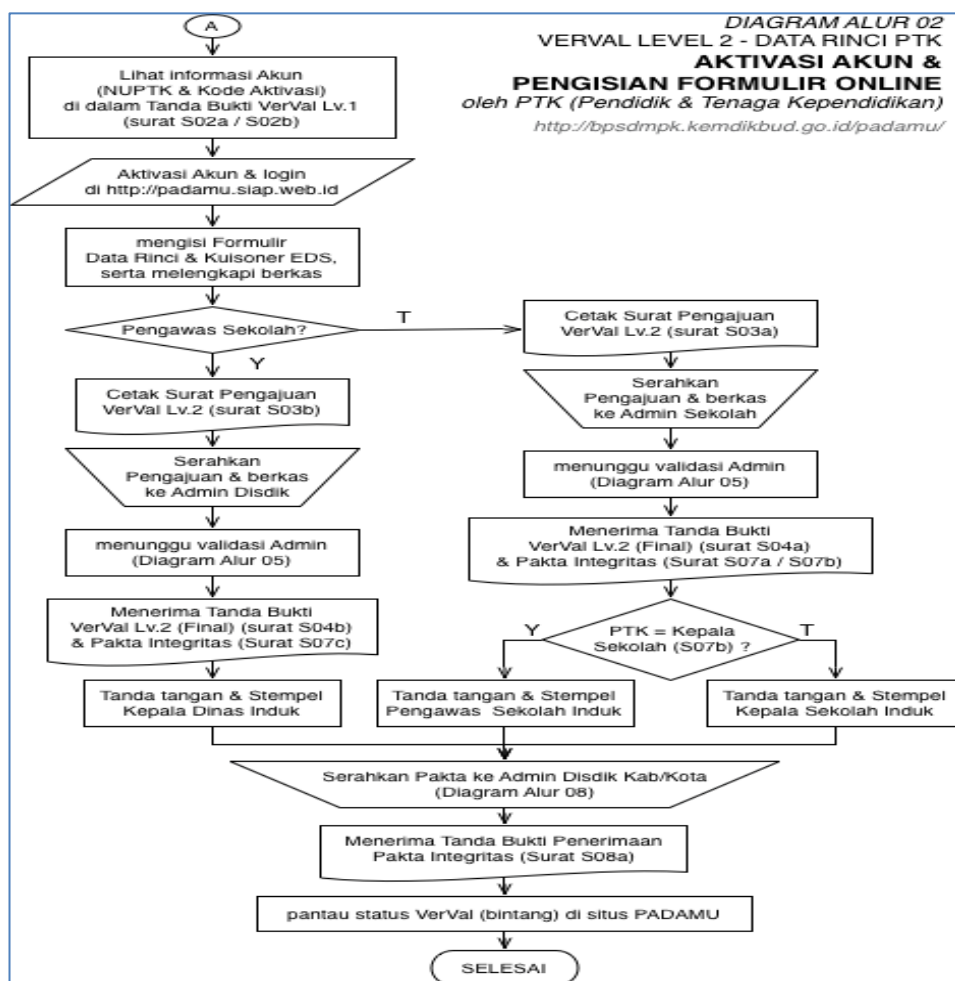 A
DIAGRAM ALUR 02
VERVAL LEVEL 2 - DATA RINCI PTK
AKTIVASI AKUN &
PENGISIAN FORMULIR ONLINE
oleh PTK (Pendidik & Tenaga Kependidikan)
http://bpsdmpk.kemdikbud.go.id/padamu/
Lihat informasi Akun
(NUPTK & Kode Aktivasi)
di dalam Tanda Bukti VerVal Lv.1
(surat S02a / S02b)
Aktivasi Akun & login
di http://padamu.siap.web.id
mengisi Formulir
Data Rinci & Kuisoner EDS,
serta melengkapi berkas
Pengawas Sekolah?
T
Y
Cetak Surat Pengajuan
VerVal Lv.2 (surat S03a)
Serahkan
Pengajuan & berkas
ke Admin Sekolah
menunggu validasi Admin
(Diagram Alur 05)
Menerima Tanda Bukti
VerVal Lv.2 (Final) (surat S04a)
& Pakta Integritas (Surat S07a / S07b)
PTK = Kepala
Sekolah (S07b) ?
Y
T
Cetak Surat Pengajuan
VerVal Lv.2 (surat S03b)
Serahkan
Pengajuan & berkas
ke Admin Disdik
menunggu validasi Admin
(Diagram Alur 05)
Menerima Tanda Bukti
VerVal Lv.2 (Final) (surat S04b)
& Pakta Integritas (Surat S07c)
Tanda tangan & Stempel
Kepala Dinas Induk
Tanda tangan & Stempel
Pengawas Sekolah Induk
Tanda tangan & Stempel
Kepala Sekolah Induk
Serahkan Pakta ke Admin Disdik Kab/Kota
(Diagram Alur 08)
Menerima Tanda Bukti Penerimaan
Pakta Integritas (Surat S08a)
pantau status VerVal (bintang) di situs PADAMU
SELESAI